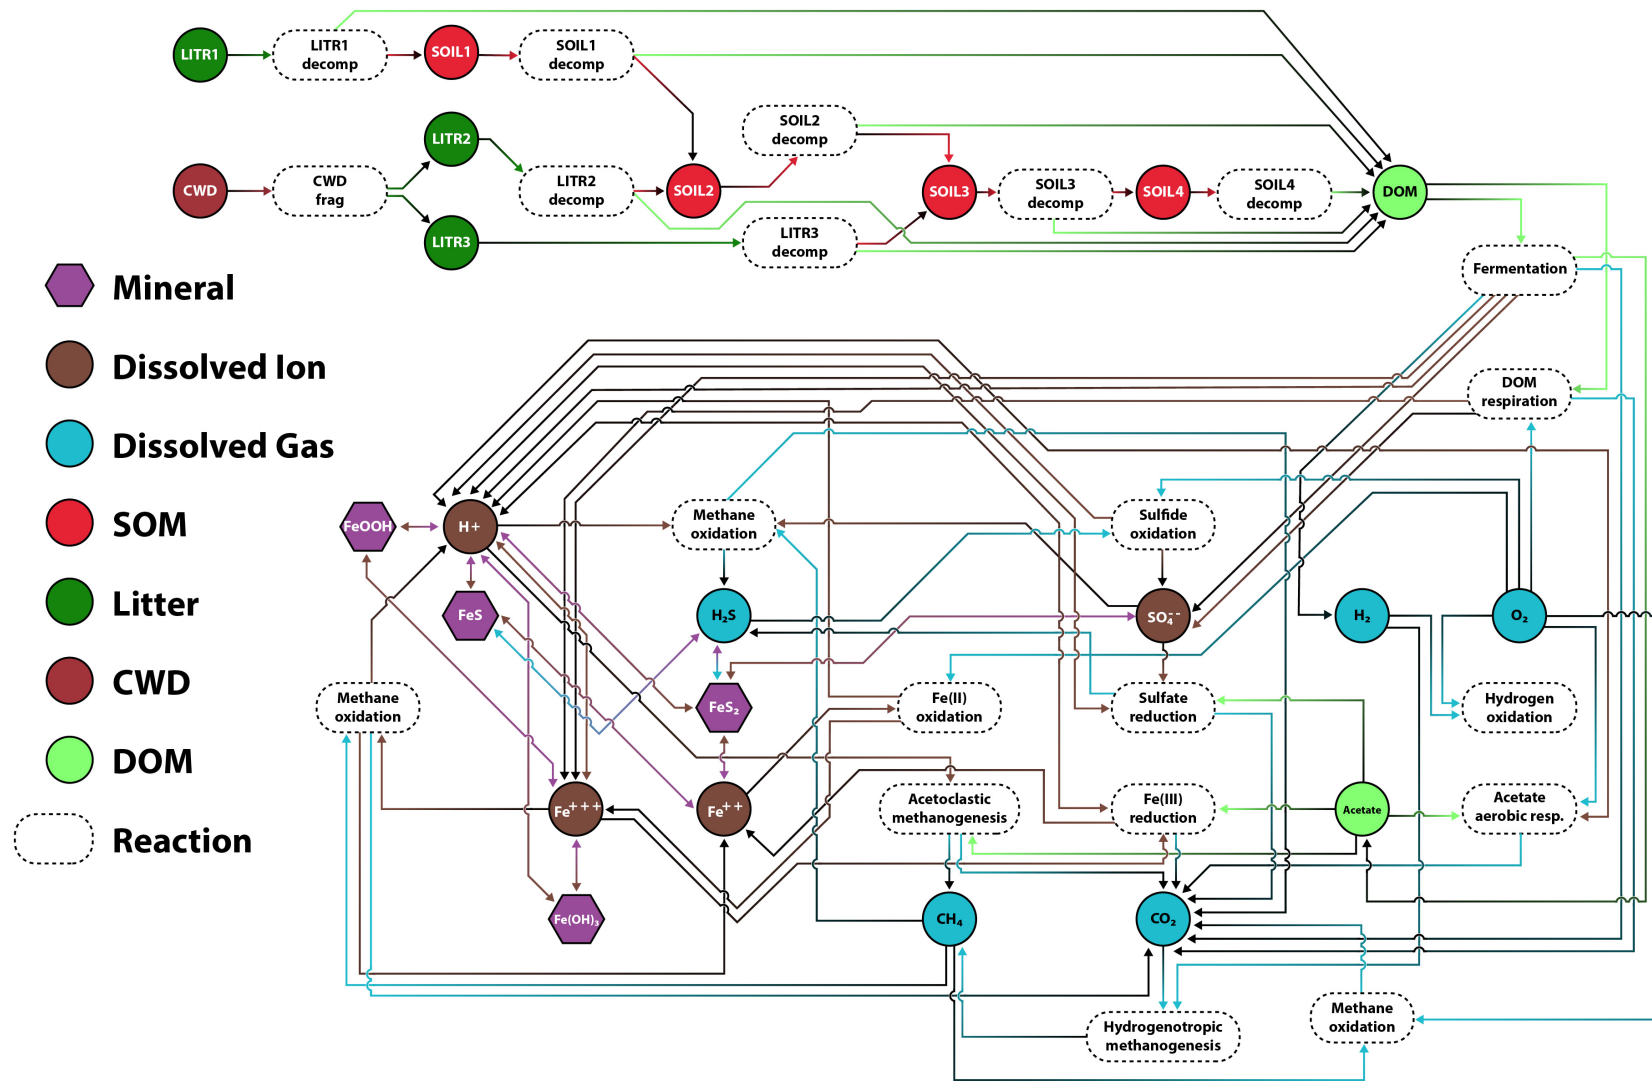 LITR1
LITR1
decomp
SOIL1
SOIL1
decomp
SOIL2
decomp
LITR2
CWD
CWD
frag
LITR2
decomp
SOIL2
SOIL3
SOIL3
decomp
SOIL4
SOIL4
decomp
DOM
LITR3
LITR3
decomp
Fermentation
Mineral
Dissolved Ion
Dissolved Gas
SOM
Litter
CWD
DOM
Reaction
DOM
respiration
FeOOH
H+
Methane
oxidation
Sulfide
oxidation
FeS
H₂S
SO₄⁻⁻
H₂
O₂
Methane
oxidation
FeS₂
Fe(II)
oxidation
Sulfate
reduction
Hydrogen
oxidation
Fe⁺⁺⁺
Fe⁺⁺
Acetoclastic
methanogenesis
Fe(III)
reduction
Acetate
Acetate
aerobic resp.
Fe(OH)₃
CH₄
CO₂
Hydrogenotropic
methanogenesis
Methane
oxidation